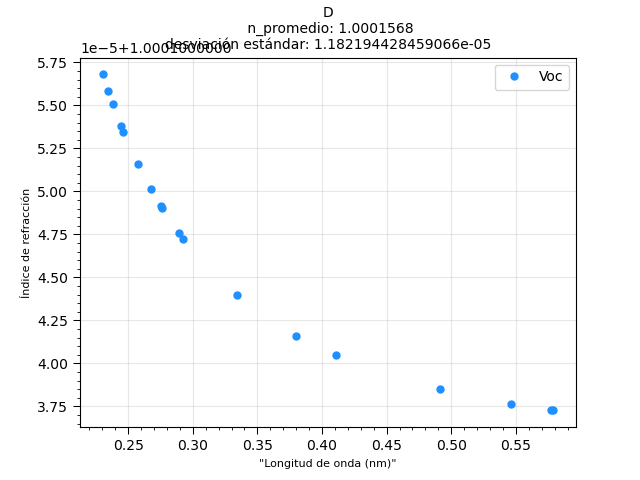 D
n_promedio: 1.0001568
desviación estándar: 1.182194428459066e-05
1e−5+1.0001000000
Voc
5.75
5.50
5.25
5.00
4.75
4.50
4.25
4.00
3.75
Índice de refracción
0.25 0.30 0.35 0.40 0.45 0.50 0.55
"Longitud de onda (nm)"